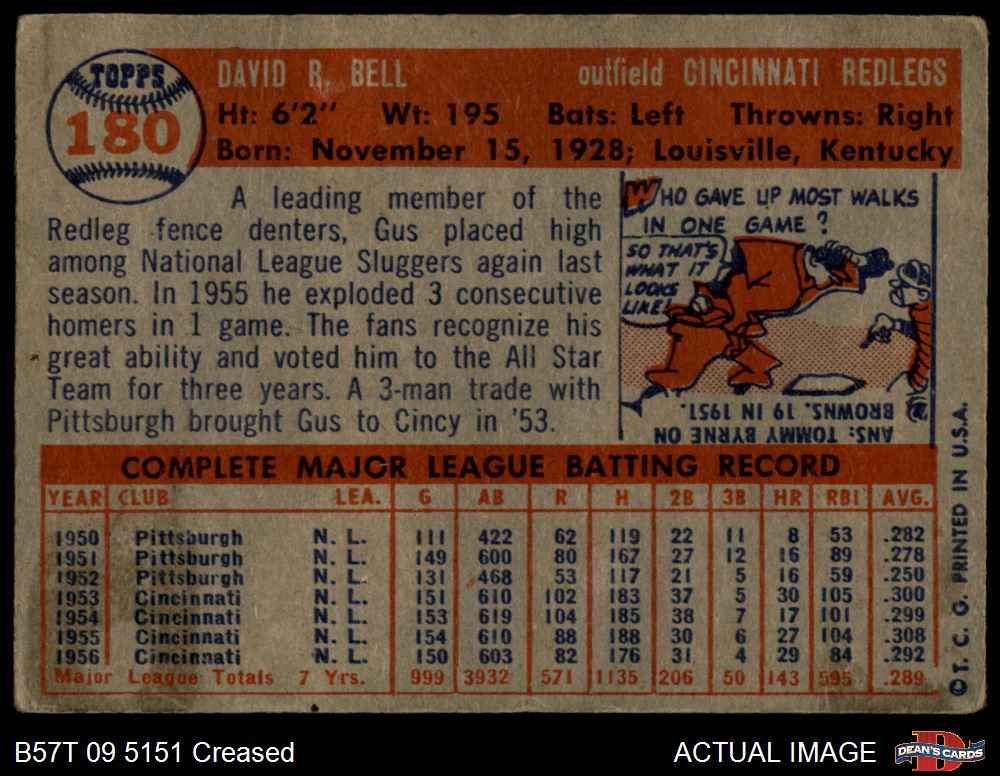 TOPPS
180
DAVID R. BELL outfield CINCINNATI REDLEGS
Ht: 6'2" Wt: 195 Bats: Left Throwns: Right
Born: November 15, 1928; Louisville, Kentucky
A leading member of the
Redleg fence denters, Gus placed high
among National League Sluggers again last
season. In 1955 he exploded 3 consecutive
homers in 1 game. The fans recognize his
great ability and voted him to the All Star
Team for three years. A 3-man trade with
Pittsburgh brought Gus to Cincy in '53.
WHO GAVE UP MOST WALKS
IN ONE GAME?
SO THAT'S
WHAT IT
LOOKS
LIKE!
ANS: TOMMY BYRNE ON
BROWNS. 19 IN 1951.
COMPLETE MAJOR LEAGUE BATTING RECORD
YEAR CLUB LEA. G AB R H 2B 3B HR RBI AVG.
1950 Pittsburgh N. L. 111 422 62 119 22 11 8 53 .282
1951 Pittsburgh N. L. 149 600 80 167 27 12 16 89 .278
1952 Pittsburgh N. L. 131 468 53 117 21 5 16 59 .250
1953 Cincinnati N. L. 151 610 102 183 37 5 30 105 .300
1954 Cincinnati N. L. 153 619 104 185 38 7 17 101 .299
1955 Cincinnati N. L. 154 610 88 188 30 6 27 104 .308
1956 Cincinnati N. L. 150 603 82 176 31 4 29 84 .292
Major League Totals 7 Yrs. 999 3932 571 1135 206 50 143 595 .289
© T. C. G. PRINTED IN U.S.A.
B57T 09 5151 Creased
ACTUAL IMAGE
D
DEAN'S CARDS